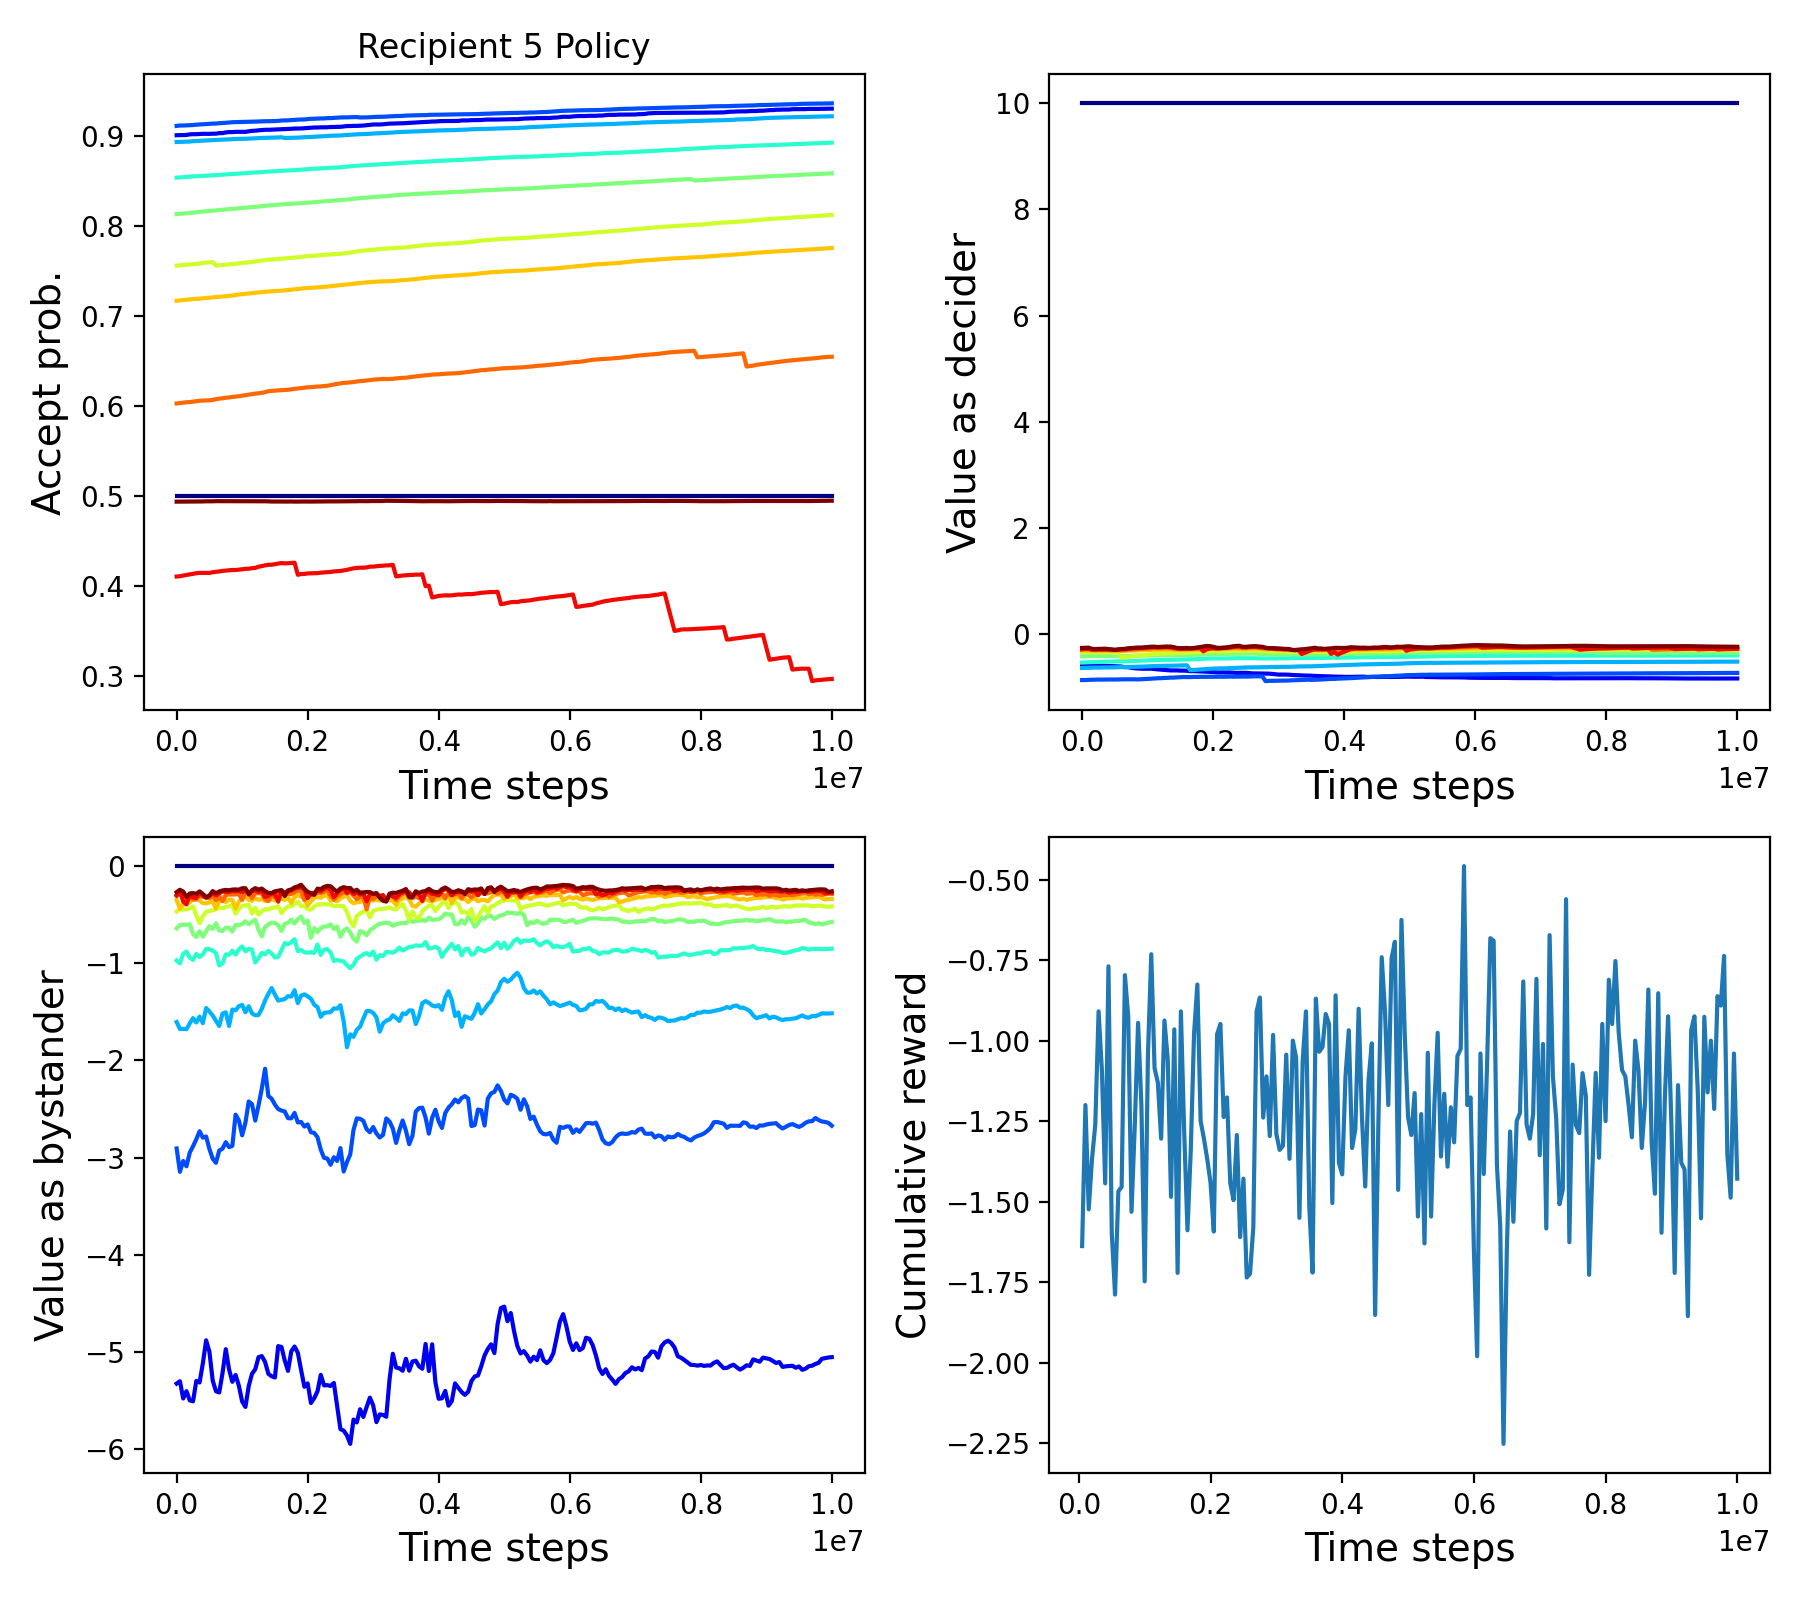 Recipient 5 Policy
Accept prob.
0.9
0.8
0.7
0.6
0.5
0.4
0.3
0.0 0.2 0.4 0.6 0.8 1.0
1e7
Time steps
Value as decider
10
8
6
4
2
0
0.0 0.2 0.4 0.6 0.8 1.0
1e7
Time steps
Value as bystander
0
−1
−2
−3
−4
−5
−6
0.0 0.2 0.4 0.6 0.8 1.0
1e7
Time steps
Cumulative reward
−0.50
−0.75
−1.00
−1.25
−1.50
−1.75
−2.00
−2.25
0.0 0.2 0.4 0.6 0.8 1.0
1e7
Time steps